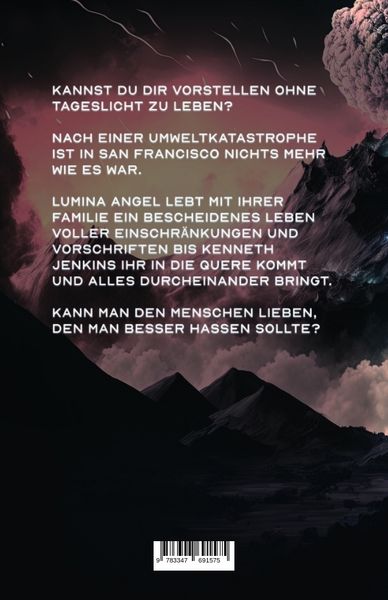 KANNST DU DIR VORSTELLEN OHNE
TAGESLICHT ZU LEBEN?
NACH EINER UMWELTKATASTROPHE
IST IN SAN FRANCISCO NICHTS MEHR
WIE ES WAR.
LUMINA ANGEL LEBT MIT IHRER
FAMILIE EIN BESCHEIDENES LEBEN
VOLLER EINSCHRÄNKUNGEN UND
VORSCHRIFTEN BIS KENNETH
JENKINS IHR IN DIE QUERE KOMMT
UND ALLES DURCHEINANDER BRINGT.
KANN MAN DEN MENSCHEN LIEBEN,
DEN MAN BESSER HASSEN SOLLTE?
9 783347 691575